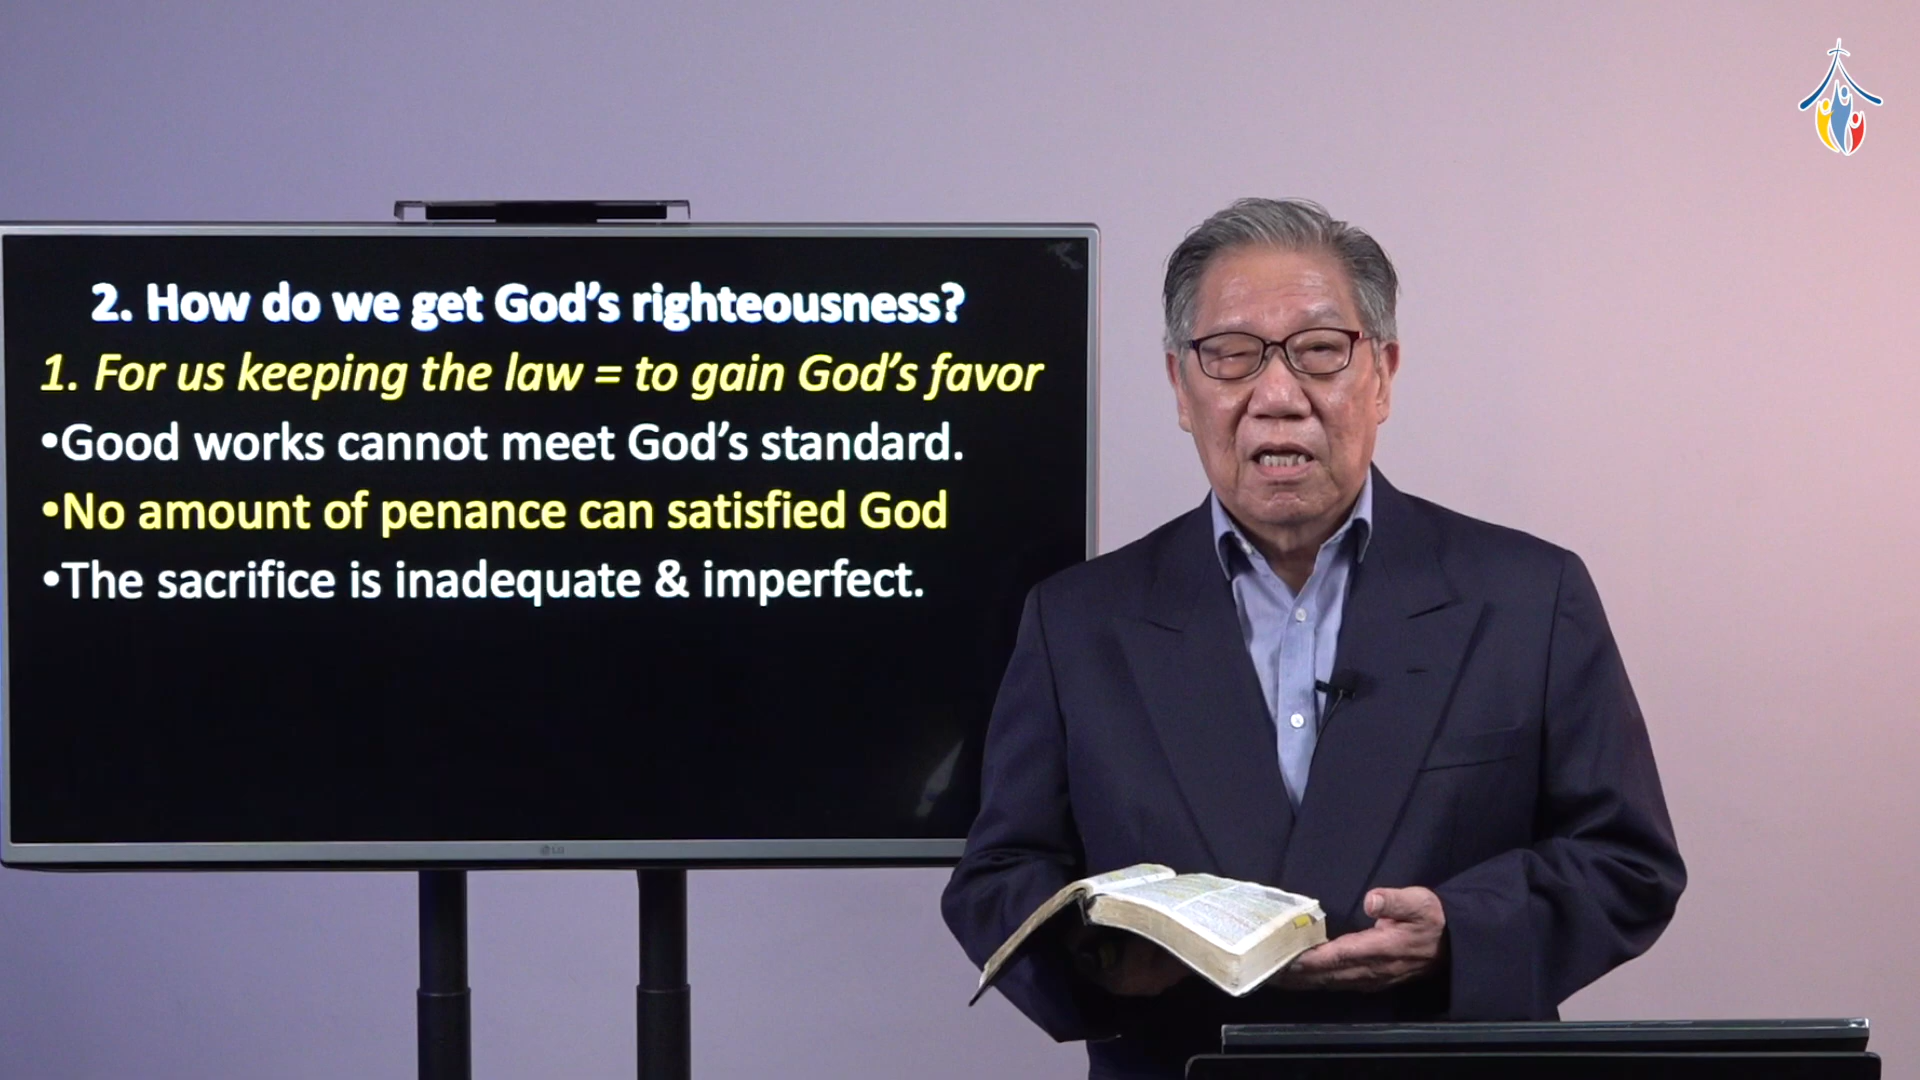 2. How do we get God’s righteousness?
1. For us keeping the law = to gain God’s favor
•Good works cannot meet God’s standard.
•No amount of penance can satisfied God
•The sacrifice is inadequate & imperfect.
LG